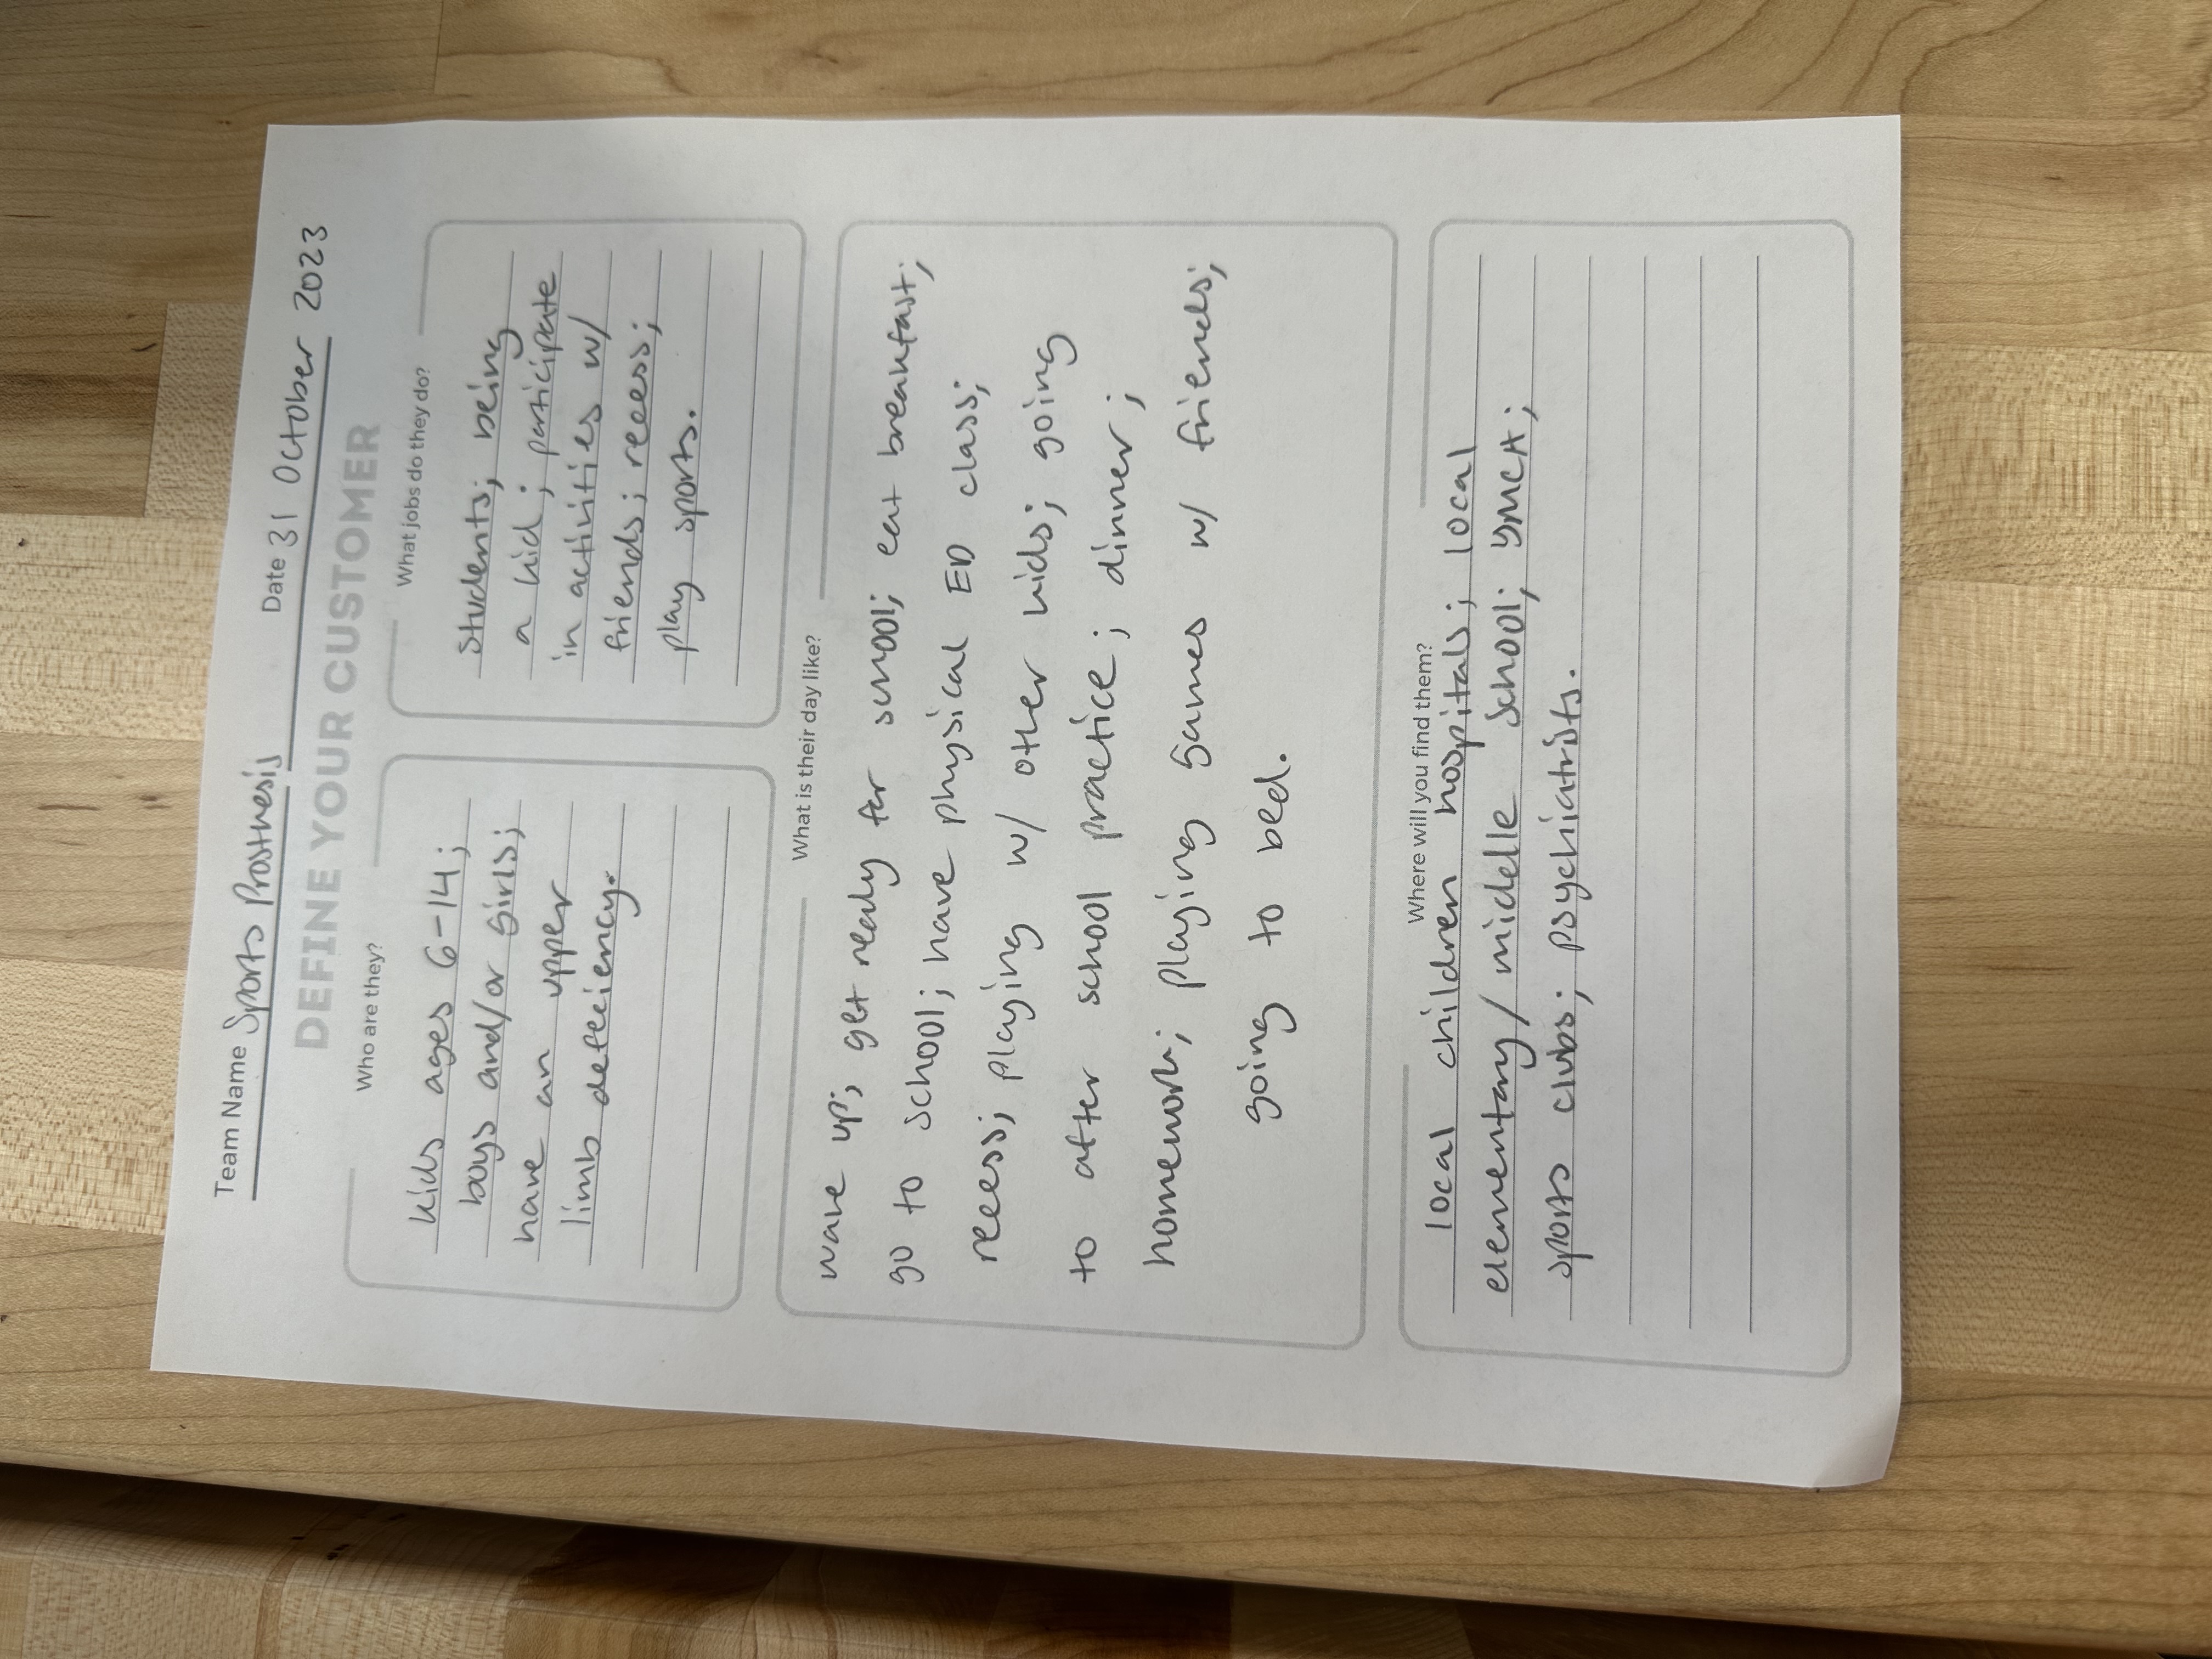 Team Name Sports Prosthesis Date 31 October 2023
DEFINE YOUR CUSTOMER
Who are they?
kids ages 6-14;
boys and/or girls;
have an upper
limb defeciency.
What jobs do they do?
students; being
a kid; participate
in activities w/
friends; recess;
play sports.
What is their day like?
wake up; get ready for school; eat breakfast;
go to school; have physical ED class;
recess; playing w/ other kids; going
to after school practice; dinner;
homework; playing games w/ friends;
going to bed.
Where will you find them?
local children hospitals; local
elementary/middle school; YMCA;
sports clubs; psychiatrists.